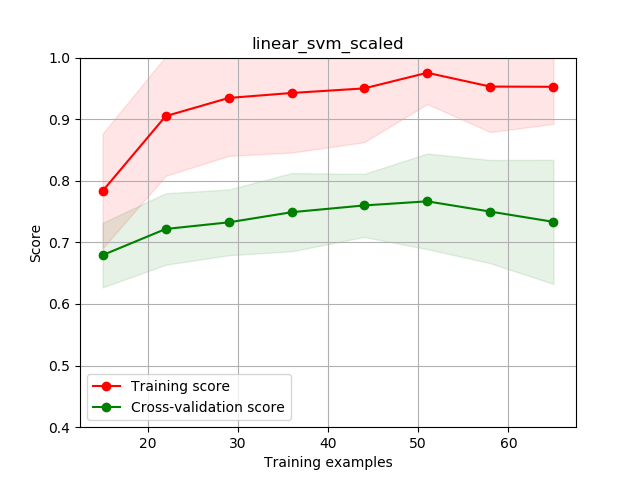 linear_svm_scaled
1.0
0.9
0.8
0.7
0.6
0.5
0.4
Score
Training score
Cross-validation score
20 30 40 50 60
Training examples